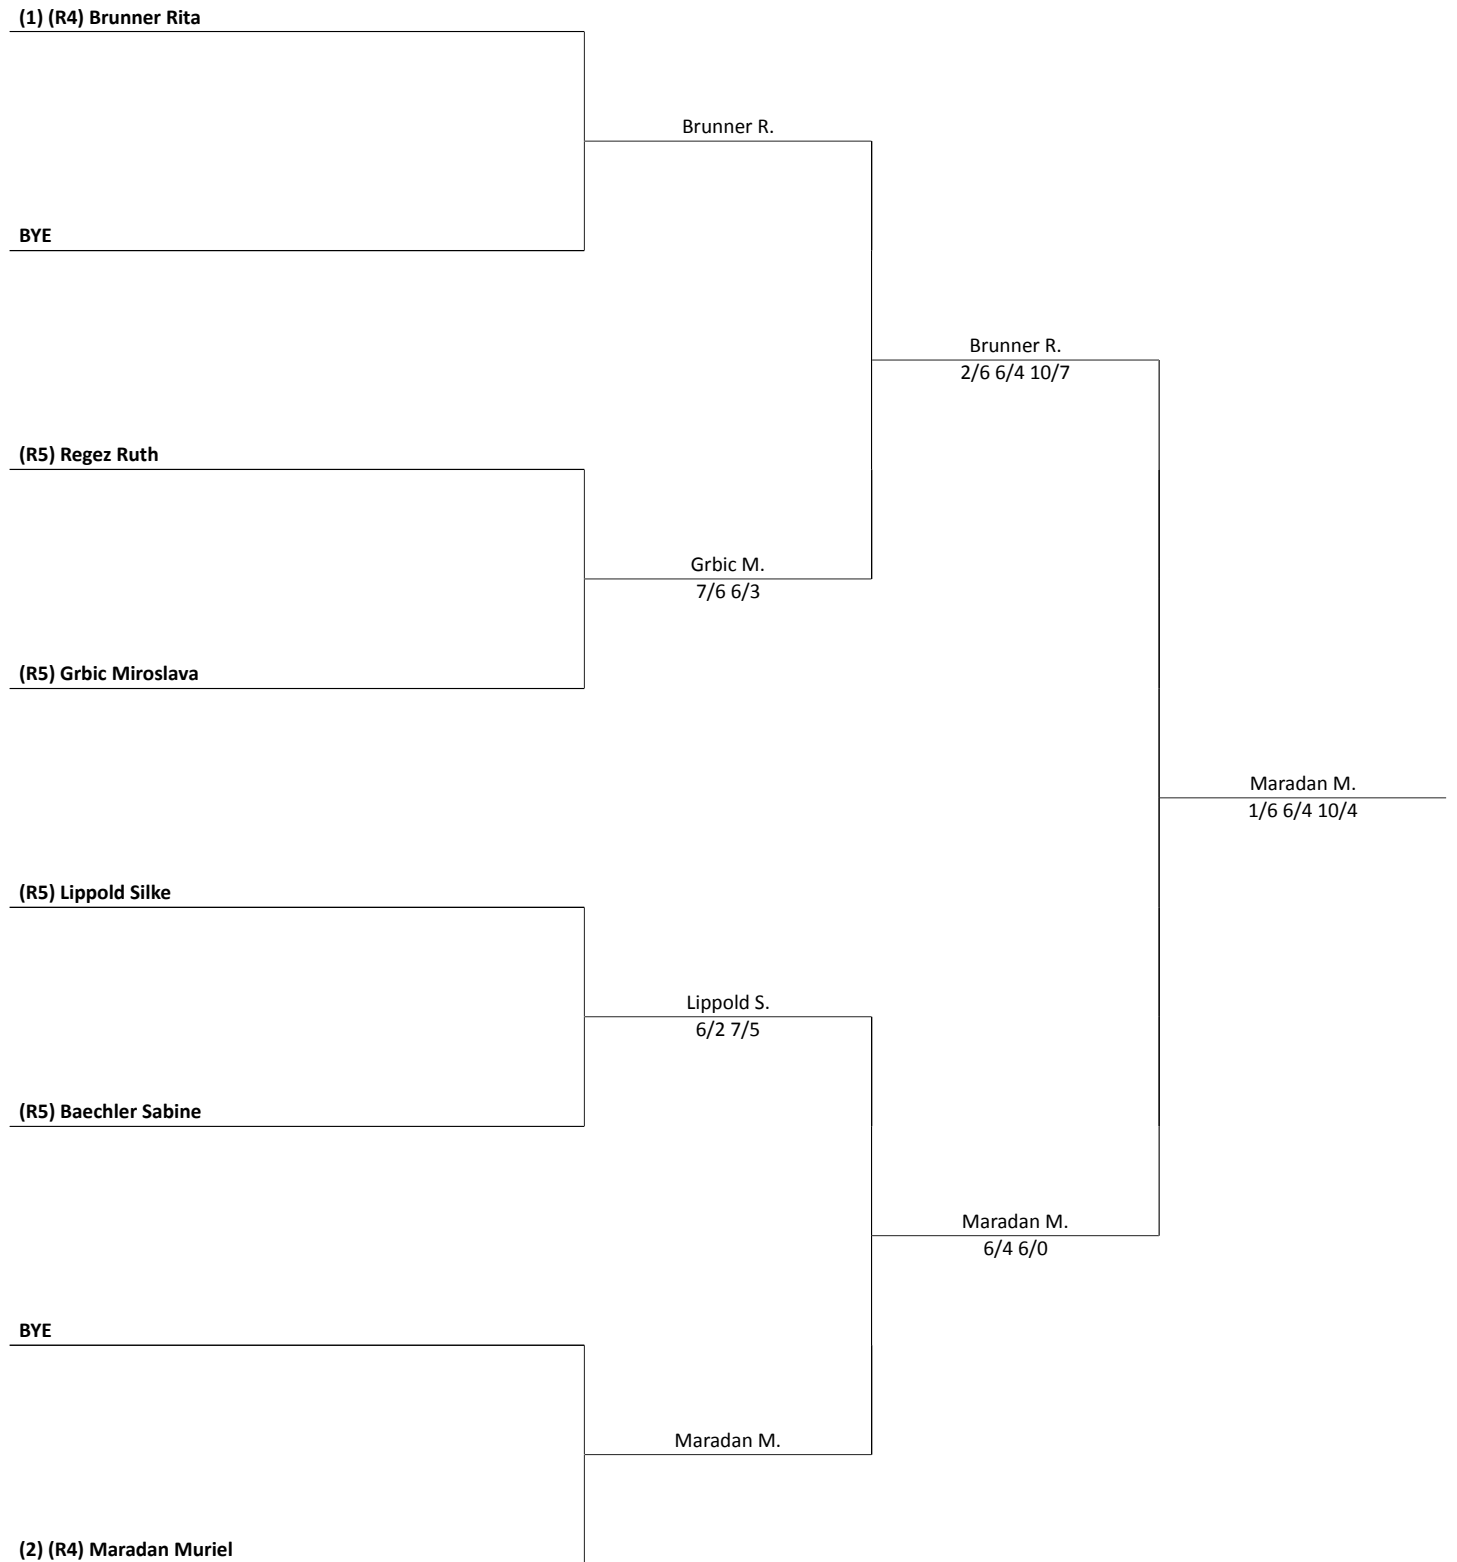 (1) (R4) Brunner Rita
Brunner R.
BYE
Brunner R.
2/6 6/4 10/7
(R5) Regez Ruth
Grbic M.
7/6 6/3
(R5) Grbic Miroslava
Maradan M.
1/6 6/4 10/4
(R5) Lippold Silke
Lippold S.
6/2 7/5
(R5) Baechler Sabine
Maradan M.
6/4 6/0
BYE
Maradan M.
(2) (R4) Maradan Muriel